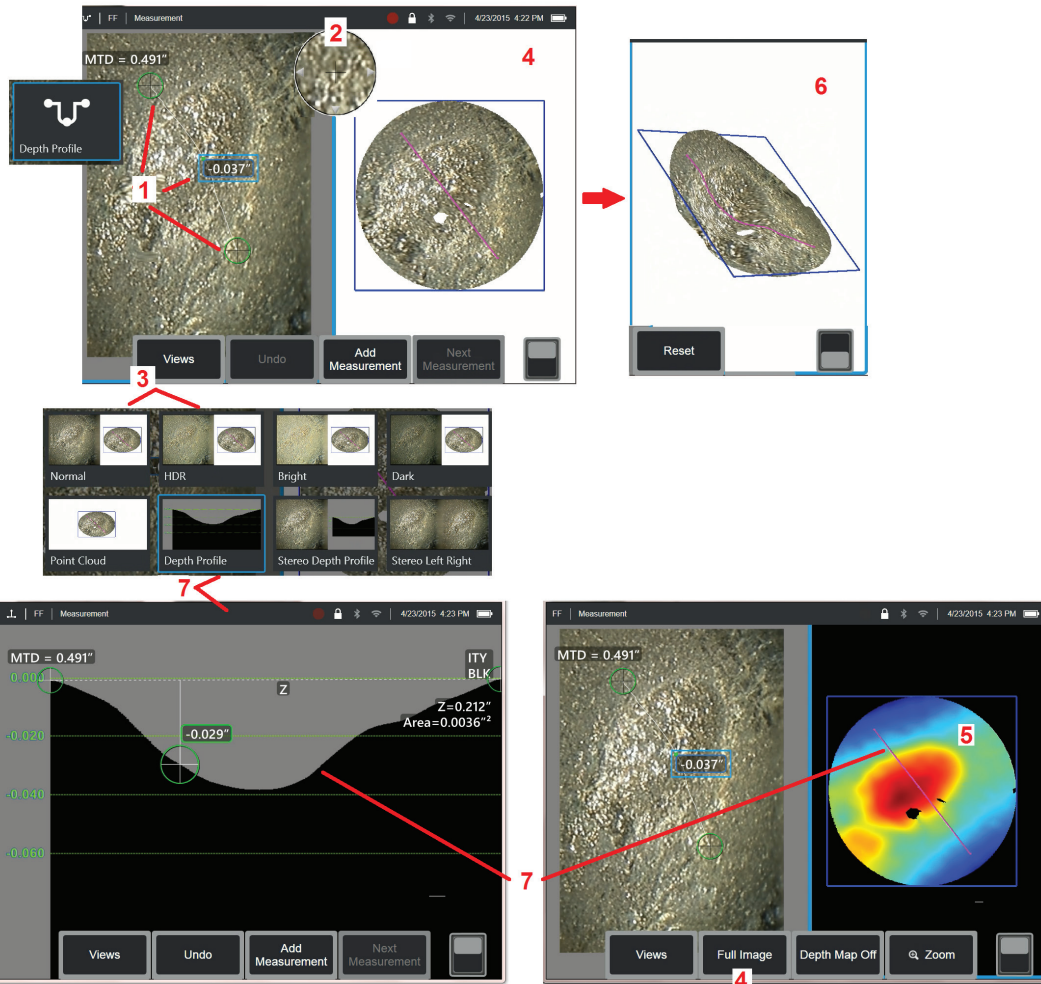 FF | Measurement
4/23/2015 4:22 PM
2
MTD = 0.491"
4
6
Depth Profile
-0.037"
1
Views
Undo
Add
Measurement
Next
Measurement
Reset
3
Normal
HDR
Bright
Dark
Point Cloud
Depth Profile
Stereo Depth Profile
Stereo Left Right
7
FF | Measurement
4/23/2015 4:23 PM
MTD = 0.491"
ITY
BLK
0.000
Z
Z=0.212"
Area=0.0036"²
-0.020
-0.029"
-0.040
-0.060
Views
Undo
Add
Measurement
Next
Measurement
7
FF | Measurement
4/23/2015 4:23 PM
MTD = 0.491"
5
-0.037"
Views
Full Image
Depth Map Off
Zoom
4